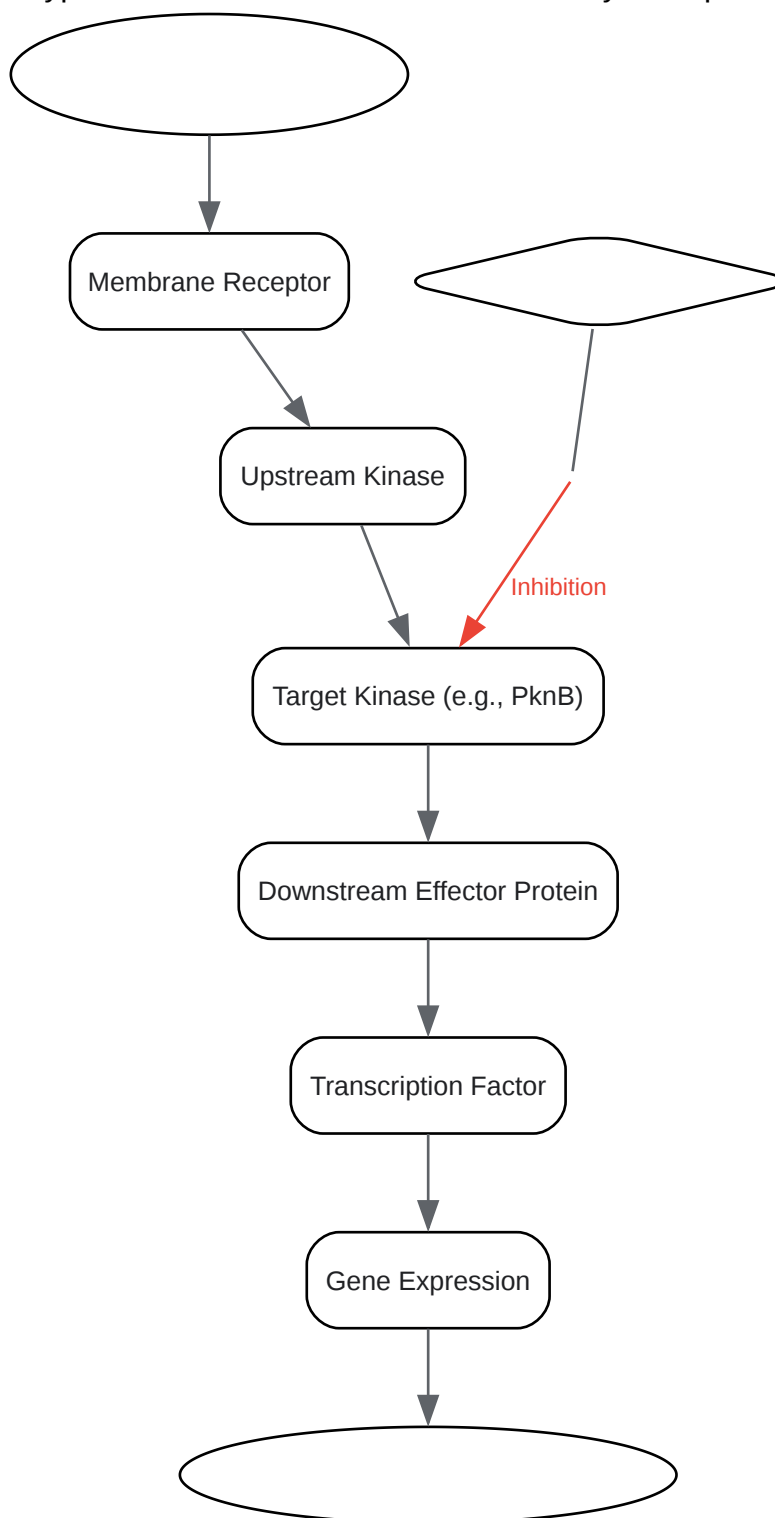 Membrane Receptor
Upstream Kinase
Inhibition
Target Kinase (e.g., PknB)
Downstream Effector Protein
Transcription Factor
Gene Expression